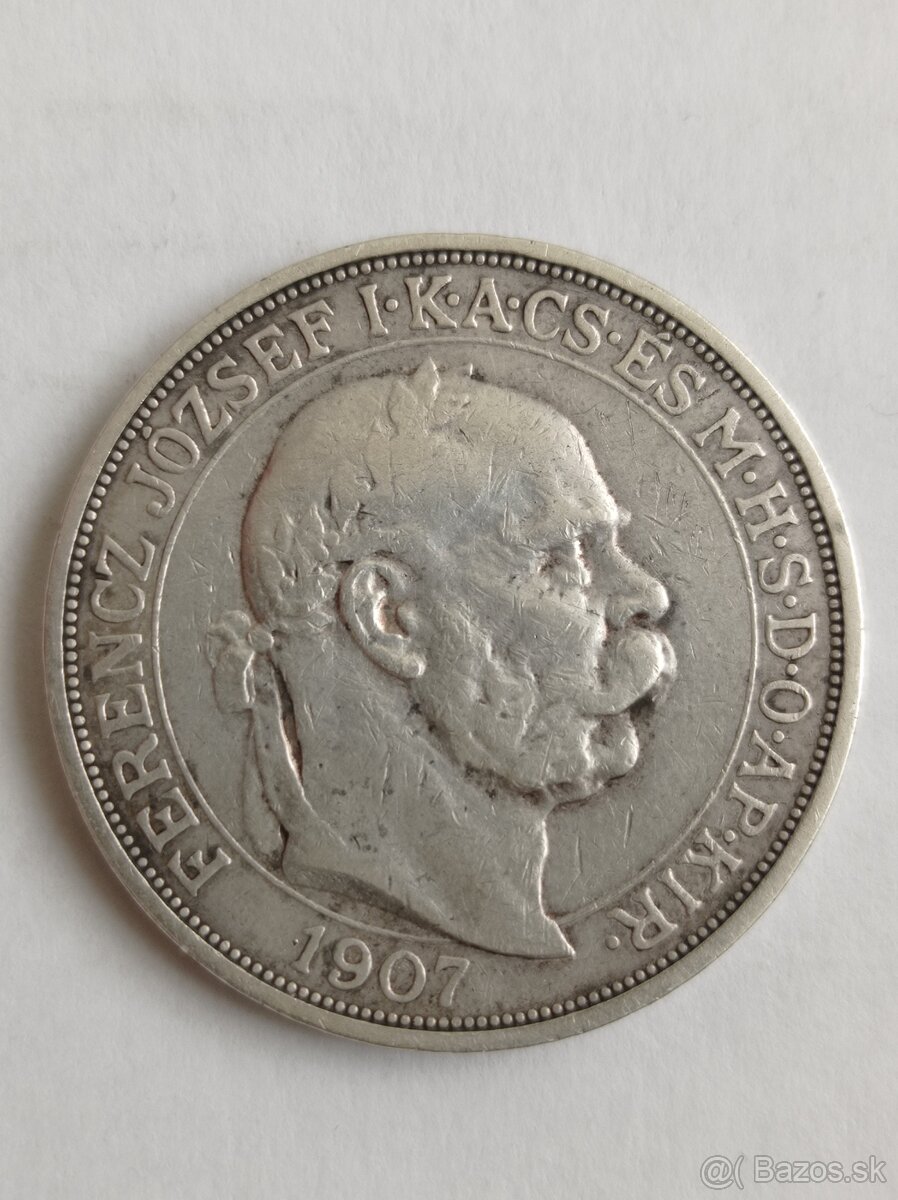 FERENCZ JÓZSEF I·K·A·CS·ÉS M·H·S·D·O·AP·KIR·
1907
@( Bazos.sk